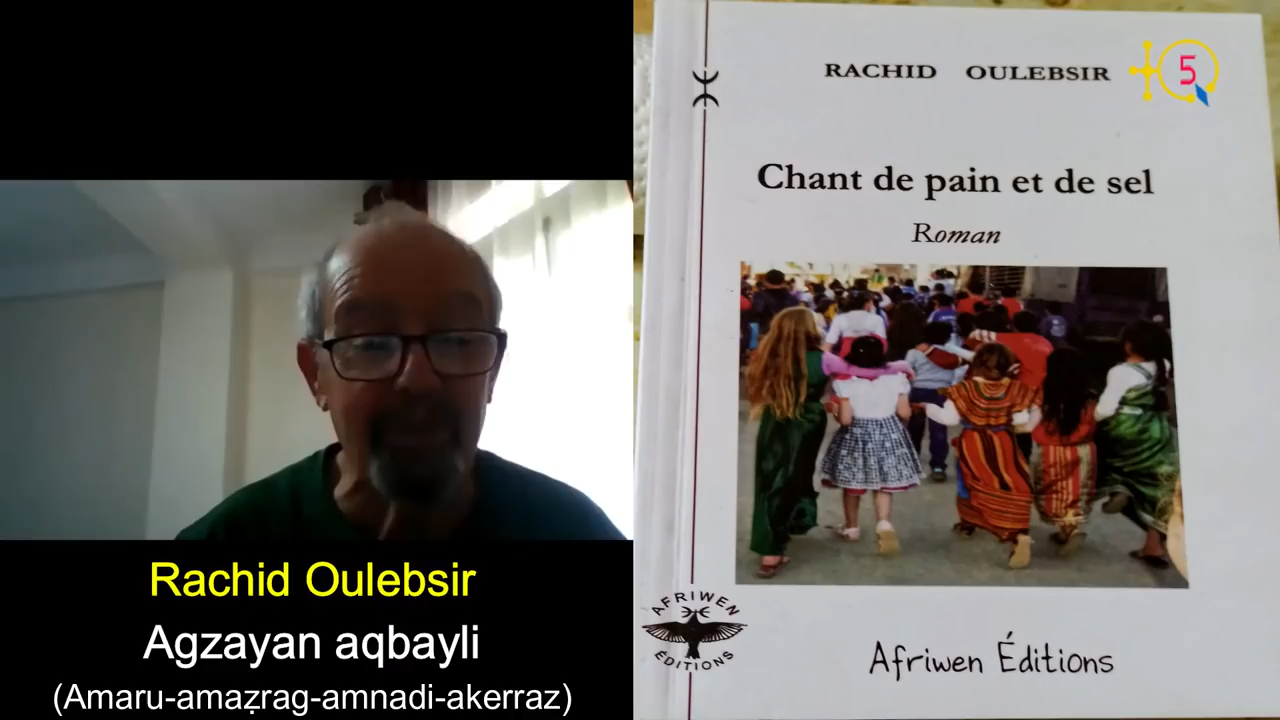 Rachid Oulebsir
Agzayan aqbayli
(Amaru-amaẓrag-amnadi-akerraz)
RACHID OULEBSIR
5
Chant de pain et de sel
Roman
AFRIWEN
ÉDITIONS
Afriwen Éditions